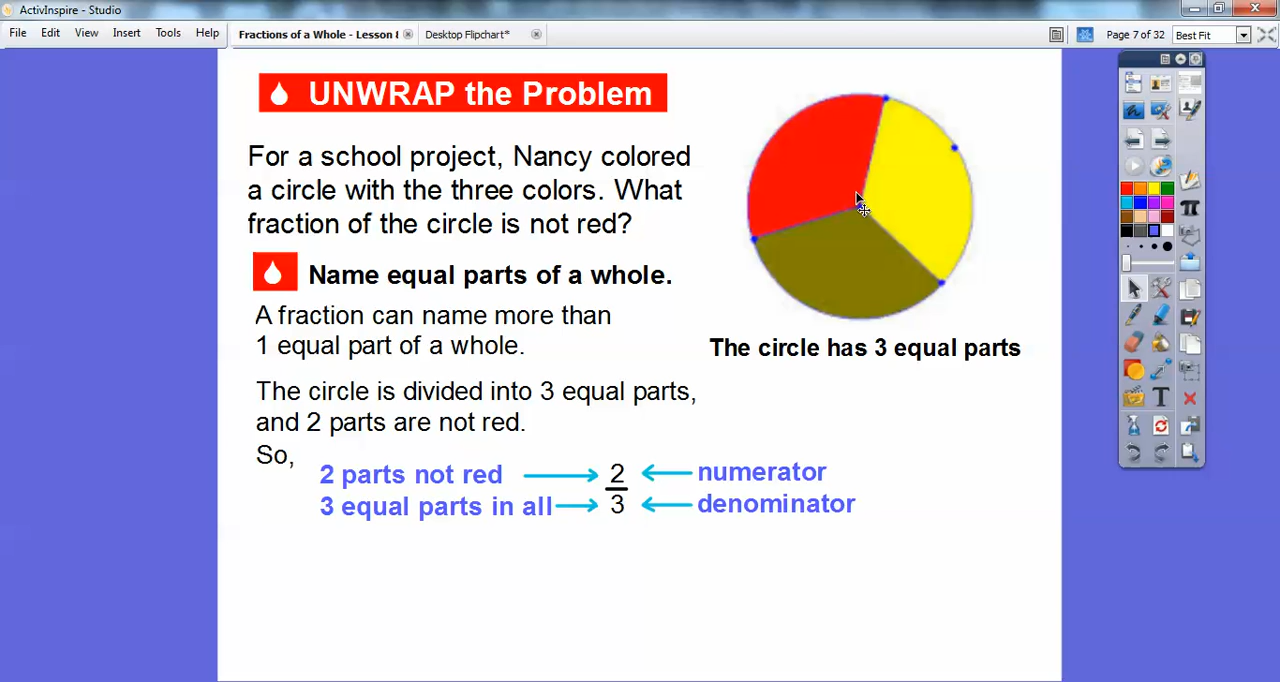 ActivInspire - Studio
File Edit View Insert Tools Help
Fractions of a Whole - Lesson
Desktop Flipchart*
Page 7 of 32
Best Fit
UNWRAP the Problem
For a school project, Nancy colored
a circle with the three colors. What
fraction of the circle is not red?
Name equal parts of a whole.
A fraction can name more than
1 equal part of a whole.
The circle has 3 equal parts
The circle is divided into 3 equal parts,
and 2 parts are not red.
So,
2 parts not red 2 numerator
3 equal parts in all 3 denominator